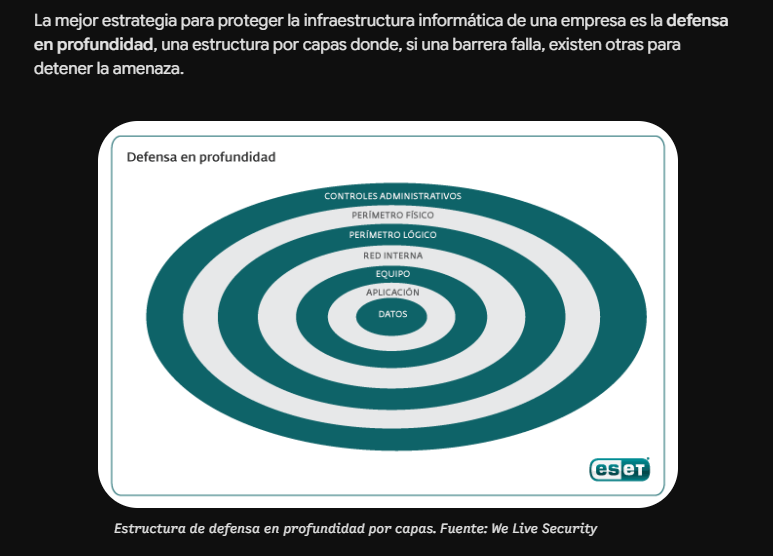 La mejor estrategia para proteger la infraestructura informática de una empresa es la defensa
en profundidad, una estructura por capas donde, si una barrera falla, existen otras para
detener la amenaza.
Defensa en profundidad
CONTROLES ADMINISTRATIVOS
PERÍMETRO FÍSICO
PERÍMETRO LÓGICO
RED INTERNA
EQUIPO
APLICACIÓN
DATOS
eseT
Estructura de defensa en profundidad por capas. Fuente: We Live Security